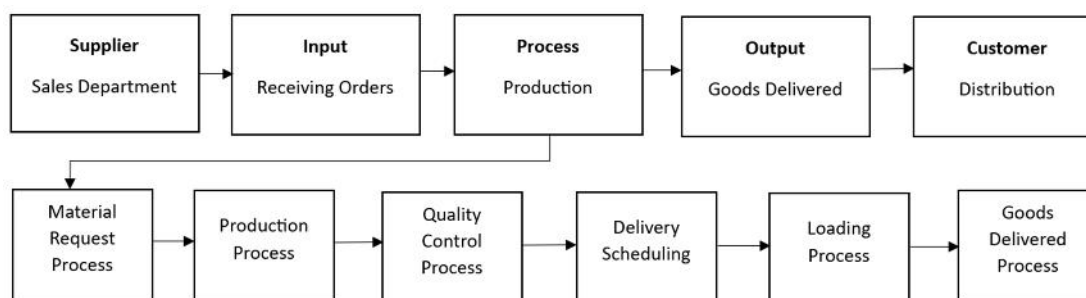 Supplier
Sales Department
Input
Receiving Orders
Process
Production
Output
Goods Delivered
Customer
Distribution
Material
Request
Process
Production
Process
Quality
Control
Process
Delivery
Scheduling
Loading
Process
Goods
Delivered
Process